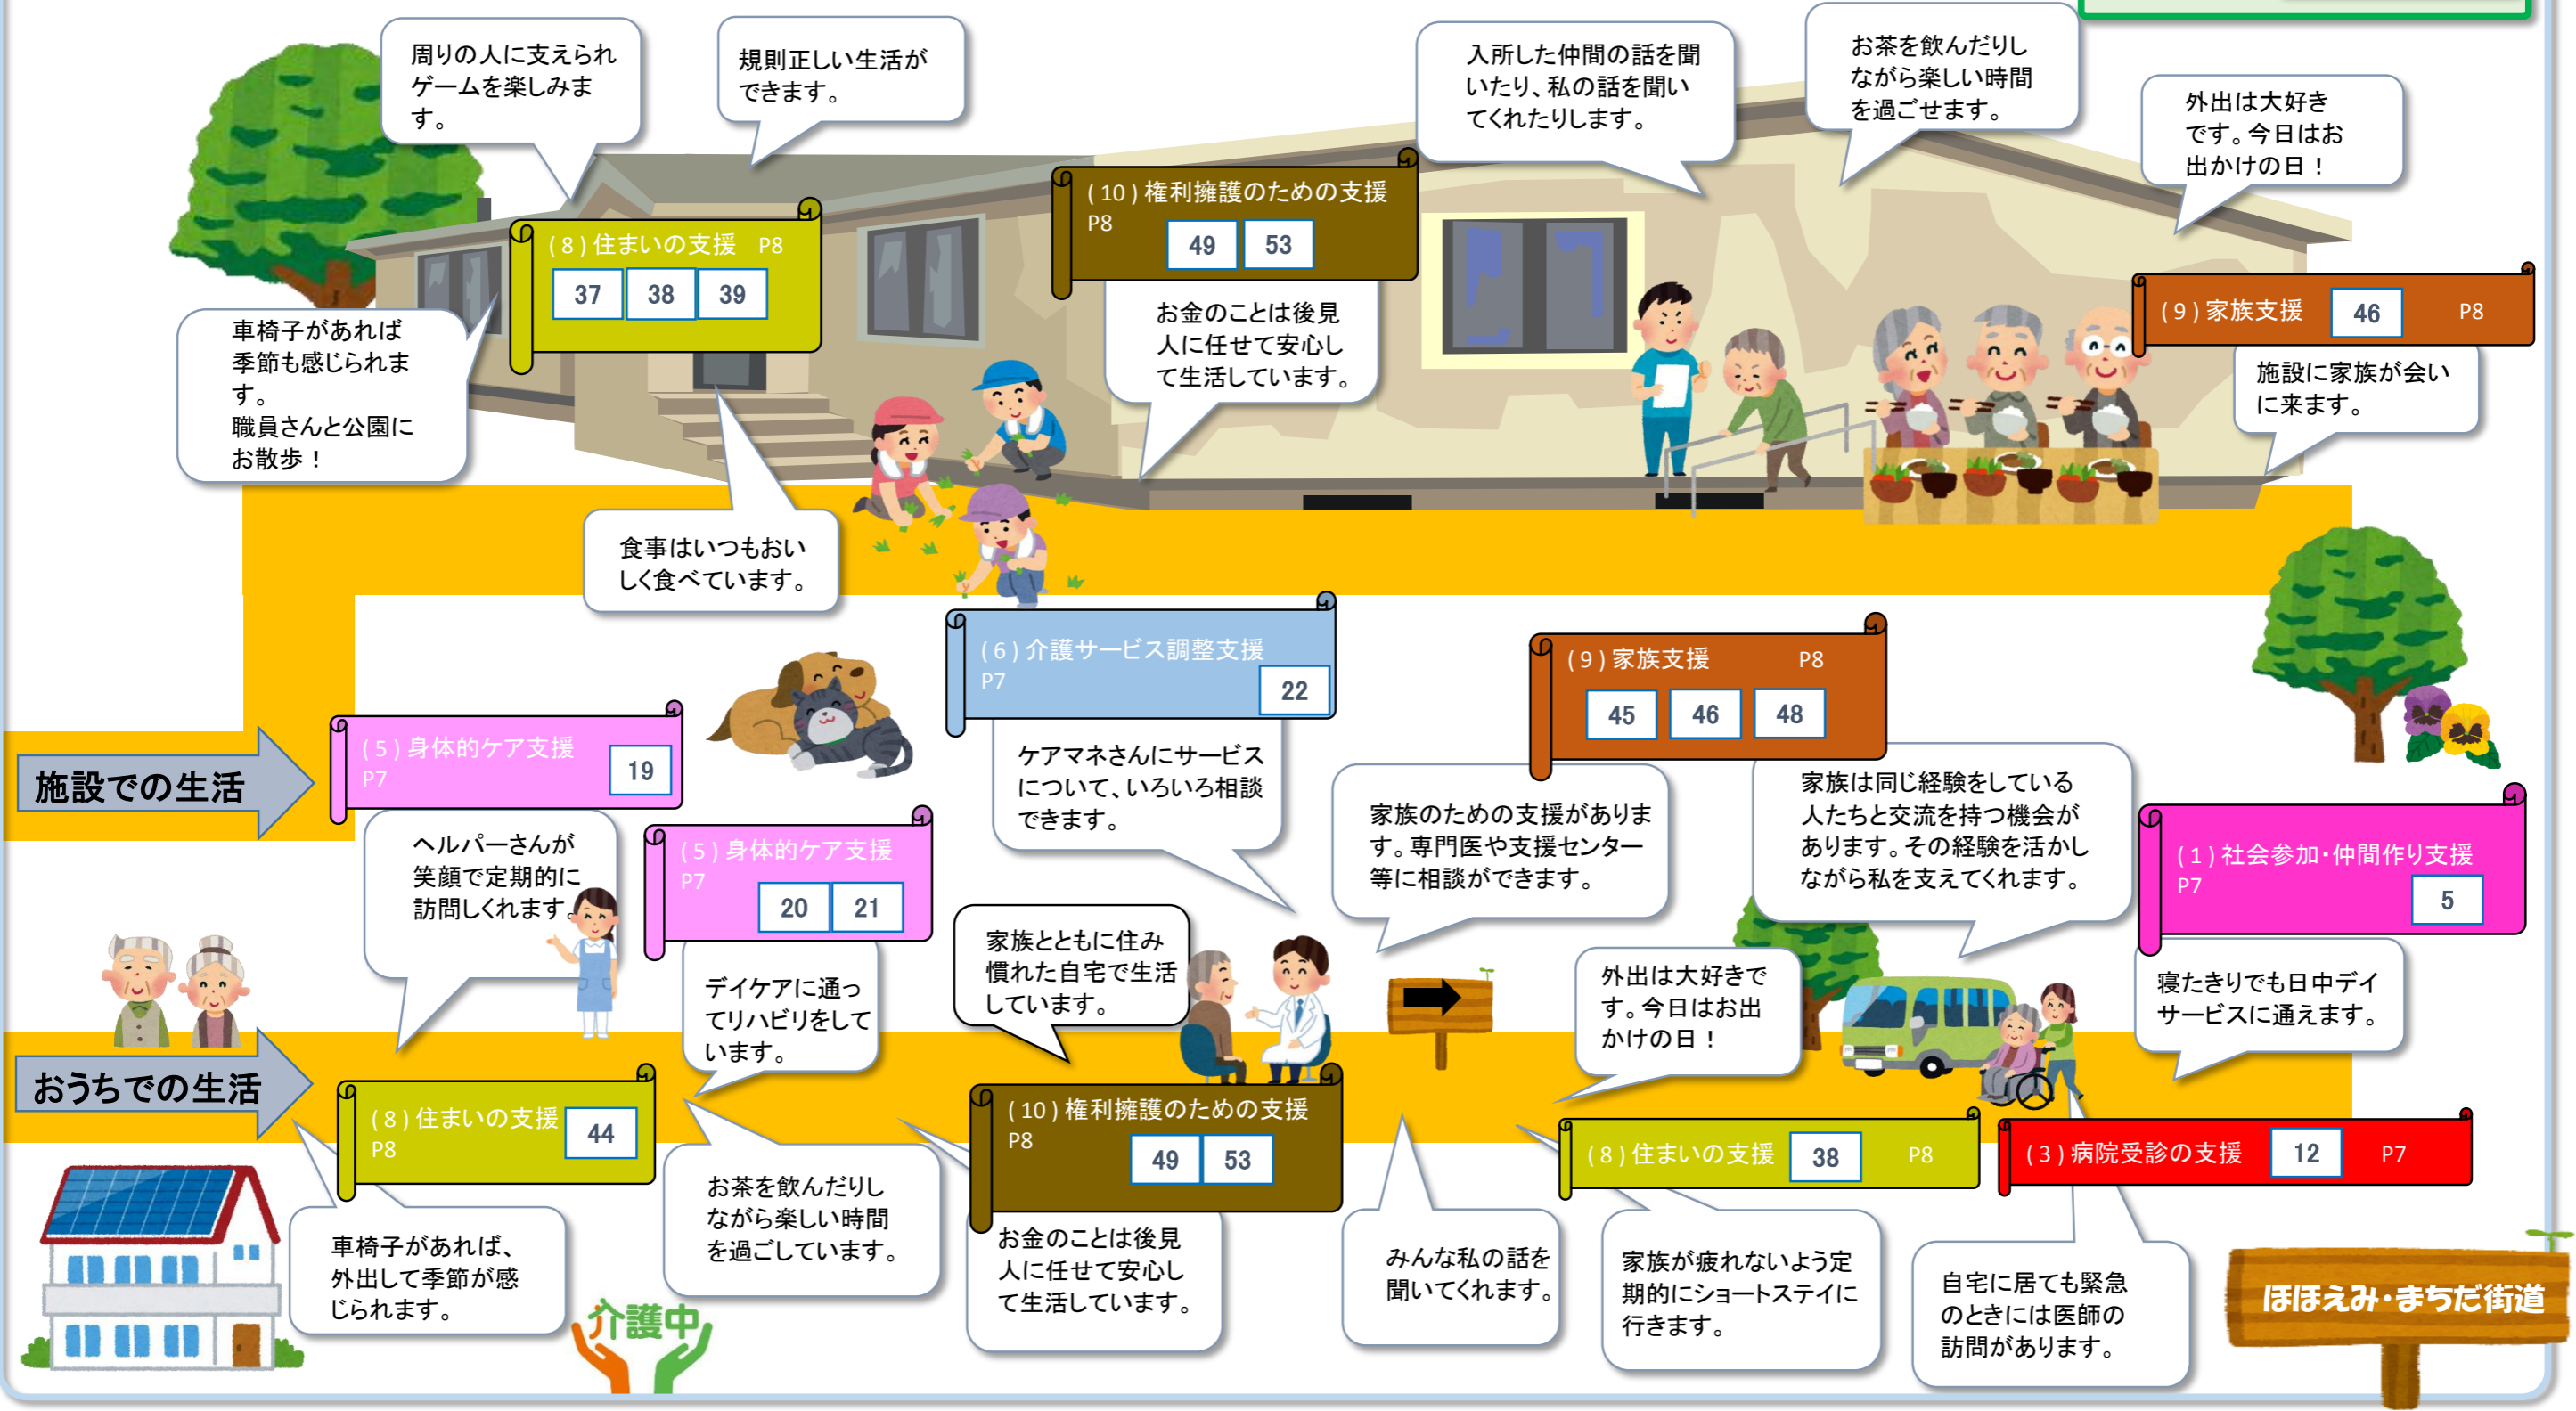 周りの人に支えられ
ゲームを楽しみま
す。
規則正しい生活が
できます。
入所した仲間の話を聞
いたり、私の話を聞い
てくれたりします。
お茶を飲んだりし
ながら楽しい時間
を過ごせます。
外出は大好き
です。今日はお
出かけの日！
(8)住まいの支援 P8
37 38 39
(10)権利擁護のための支援
P8
49 53
お金のことは後見
人に任せて安心し
て生活しています。
(9)家族支援 46 P8
施設に家族が会い
に来ます。
車椅子があれば
季節も感じられま
す。
職員さんと公園に
お散歩！
食事はいつもおい
しく食べています。
施設での生活
(5)身体的ケア支援
P7
19
ヘルパーさんが
笑顔で定期的に
訪問しくれます。
(5)身体的ケア支援
P7
20 21
デイケアに通っ
てリハビリをして
います。
(6)介護サービス調整支援
P7
22
ケアマネさんにサービス
について、いろいろ相談
できます。
(9)家族支援 P8
45 46 48
家族のための支援がありま
す。専門医や支援センター
等に相談ができます。
家族は同じ経験をしている
人たちと交流を持つ機会が
あります。その経験を活かし
ながら私を支えてくれます。
(1)社会参加・仲間作り支援
P7
5
寝たきりでも日中デイ
サービスに通えます。
家族とともに住み
慣れた自宅で生活
しています。
外出は大好きで
す。今日はお出
かけの日！
おうちでの生活
(8)住まいの支援
P8
44
車椅子があれば、
外出して季節が感
じられます。
お茶を飲んだりし
ながら楽しい時間
を過ごしています。
(10)権利擁護のための支援
P8
49 53
お金のことは後見
人に任せて安心し
て生活しています。
みんな私の話を
聞いてくれます。
(8)住まいの支援 38 P8
家族が疲れないよう定
期的にショートステイに
行きます。
(3)病院受診の支援 12 P7
自宅に居ても緊急
のときには医師の
訪問があります。
介護中
ほほえみ・まちだ街道